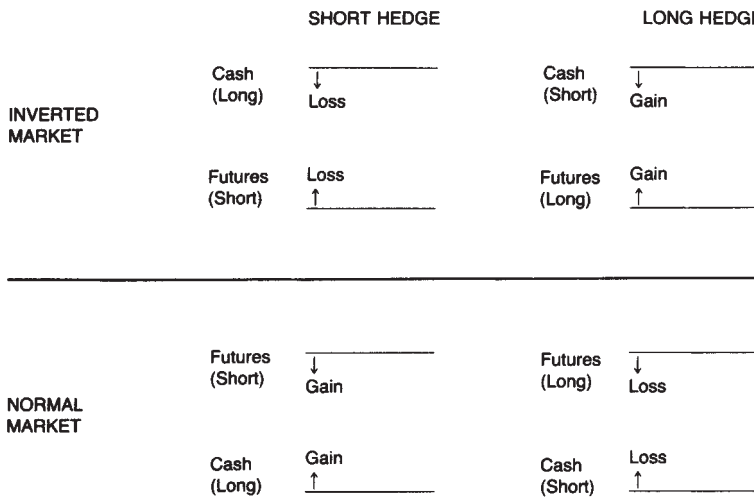 SHORT HEDGE
LONG HEDGE
INVERTED
MARKET
Cash
(Long)
Loss
Cash
(Short)
Gain
Futures
(Short)
Loss
Futures
(Long)
Gain
NORMAL
MARKET
Futures
(Short)
Gain
Futures
(Long)
Loss
Cash
(Long)
Gain
Cash
(Short)
Loss